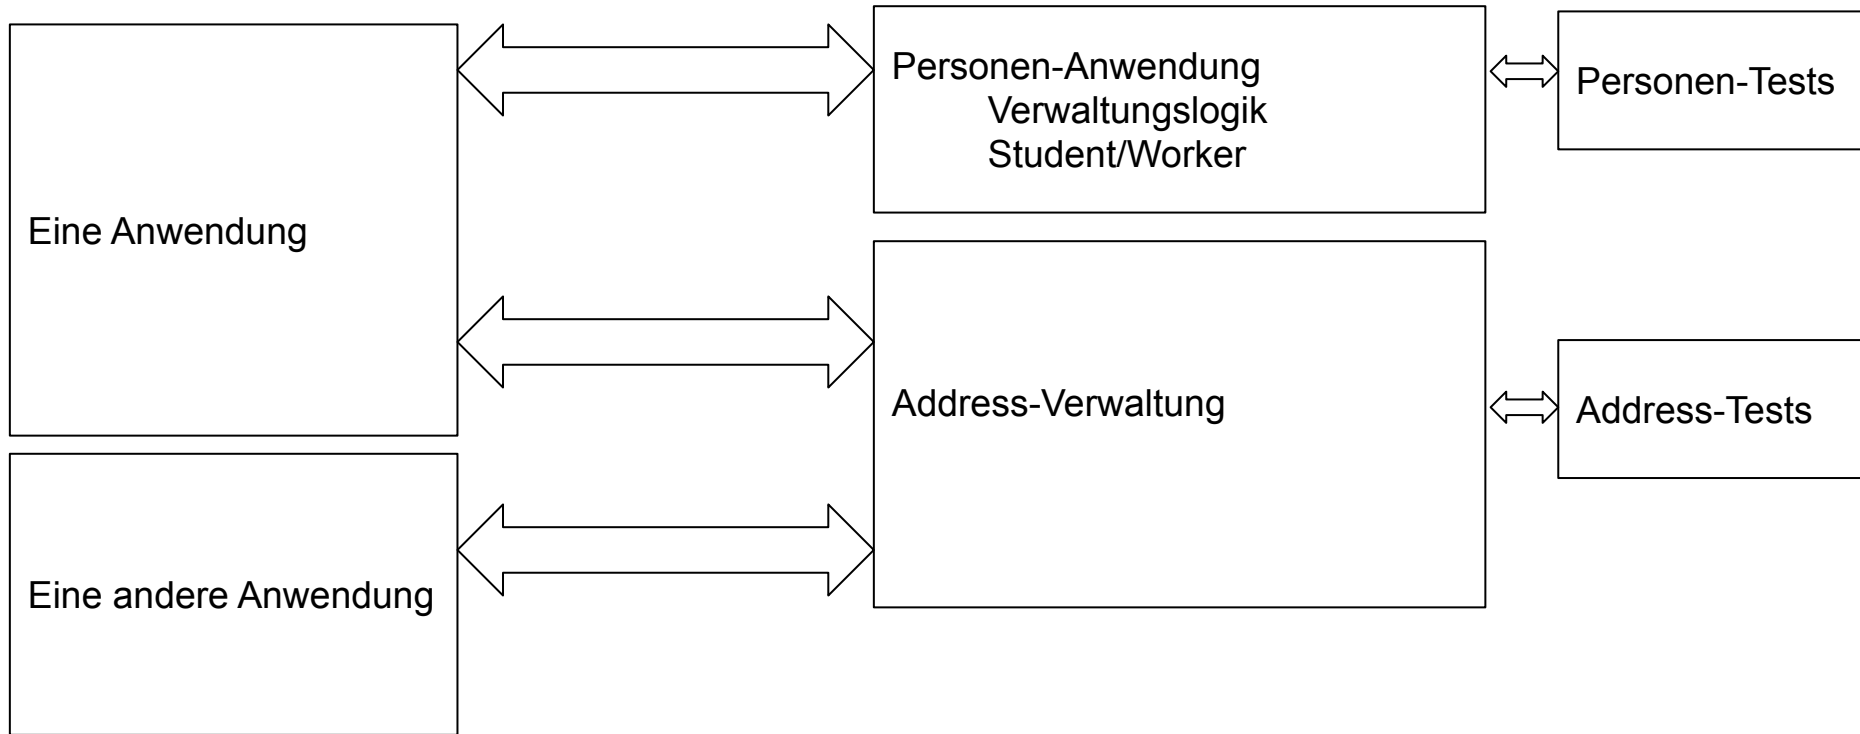 Eine Anwendung
Eine andere Anwendung
Personen-Anwendung
Verwaltungslogik
Student/Worker
Address-Verwaltung
Personen-Tests
Address-Tests